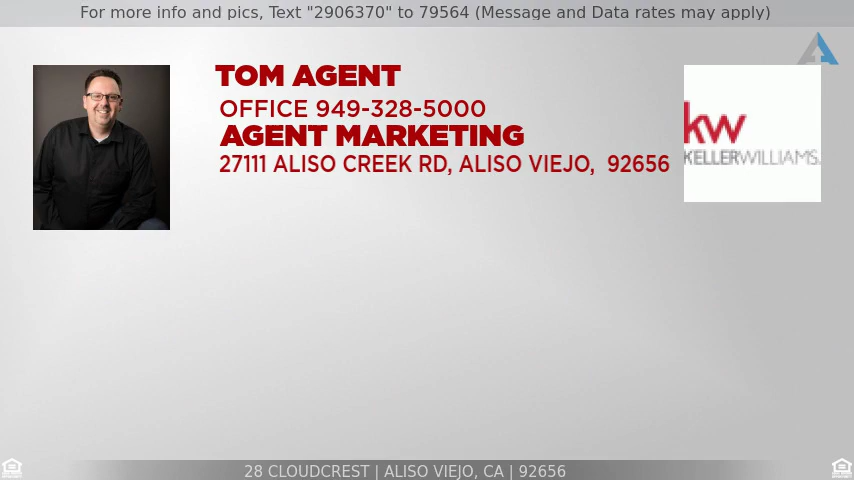 For more info and pics, Text "2906370" to 79564 (Message and Data rates may apply)
TOM AGENT
OFFICE 949-328-5000
AGENT MARKETING
27111 ALISO CREEK RD, ALISO VIEJO, 92656
kw
KELLERWILLIAMS.
28 CLOUDCREST | ALISO VIEJO, CA | 92656